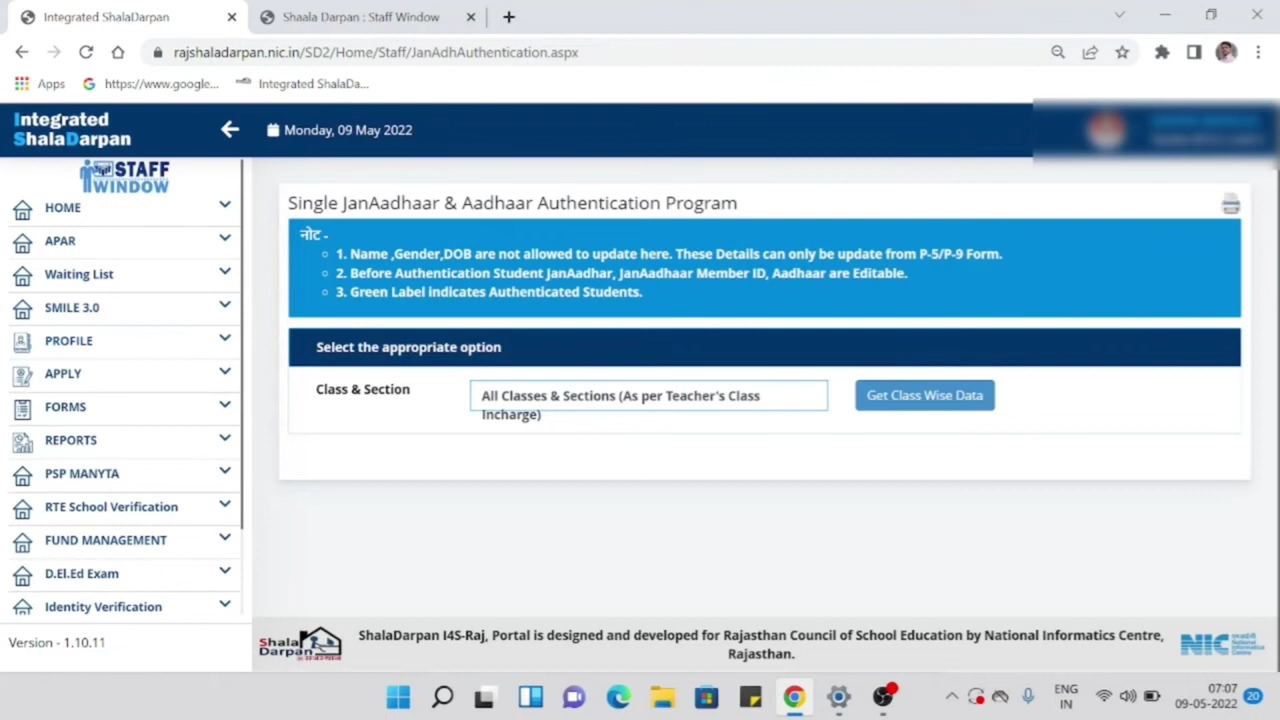 Integrated ShalaDarpan
Shaala Darpan : Staff Window
rajshaladarpan.nic.in/SD2/Home/Staff/JanAdhAuthentication.aspx
Apps
https://www.google...
Integrated ShalaDa...
Integrated
ShalaDarpan
Monday, 09 May 2022
STAFF
WINDOW
HOME
APAR
Waiting List
SMILE 3.0
PROFILE
APPLY
FORMS
REPORTS
PSP MANYTA
RTE School Verification
FUND MANAGEMENT
D.El.Ed Exam
Identity Verification
Version - 1.10.11
Single JanAadhaar & Aadhaar Authentication Program
नोट -
1. Name ,Gender,DOB are not allowed to update here. These Details can only be update from P-5/P-9 Form.
2. Before Authentication Student JanAadhar, JanAadhaar Member ID, Aadhaar are Editable.
3. Green Label Indicates Authenticated Students.
Select the appropriate option
Class & Section
All Classes & Sections (As per Teacher's Class
Incharge)
Get Class Wise Data
Shala
Darpan
ShalaDarpan I4S-Raj, Portal is designed and developed for Rajasthan Council of School Education by National Informatics Centre,
Rajasthan.
NIC
National
Informatics
Centre
ENG
IN
07:07
09-05-2022
20